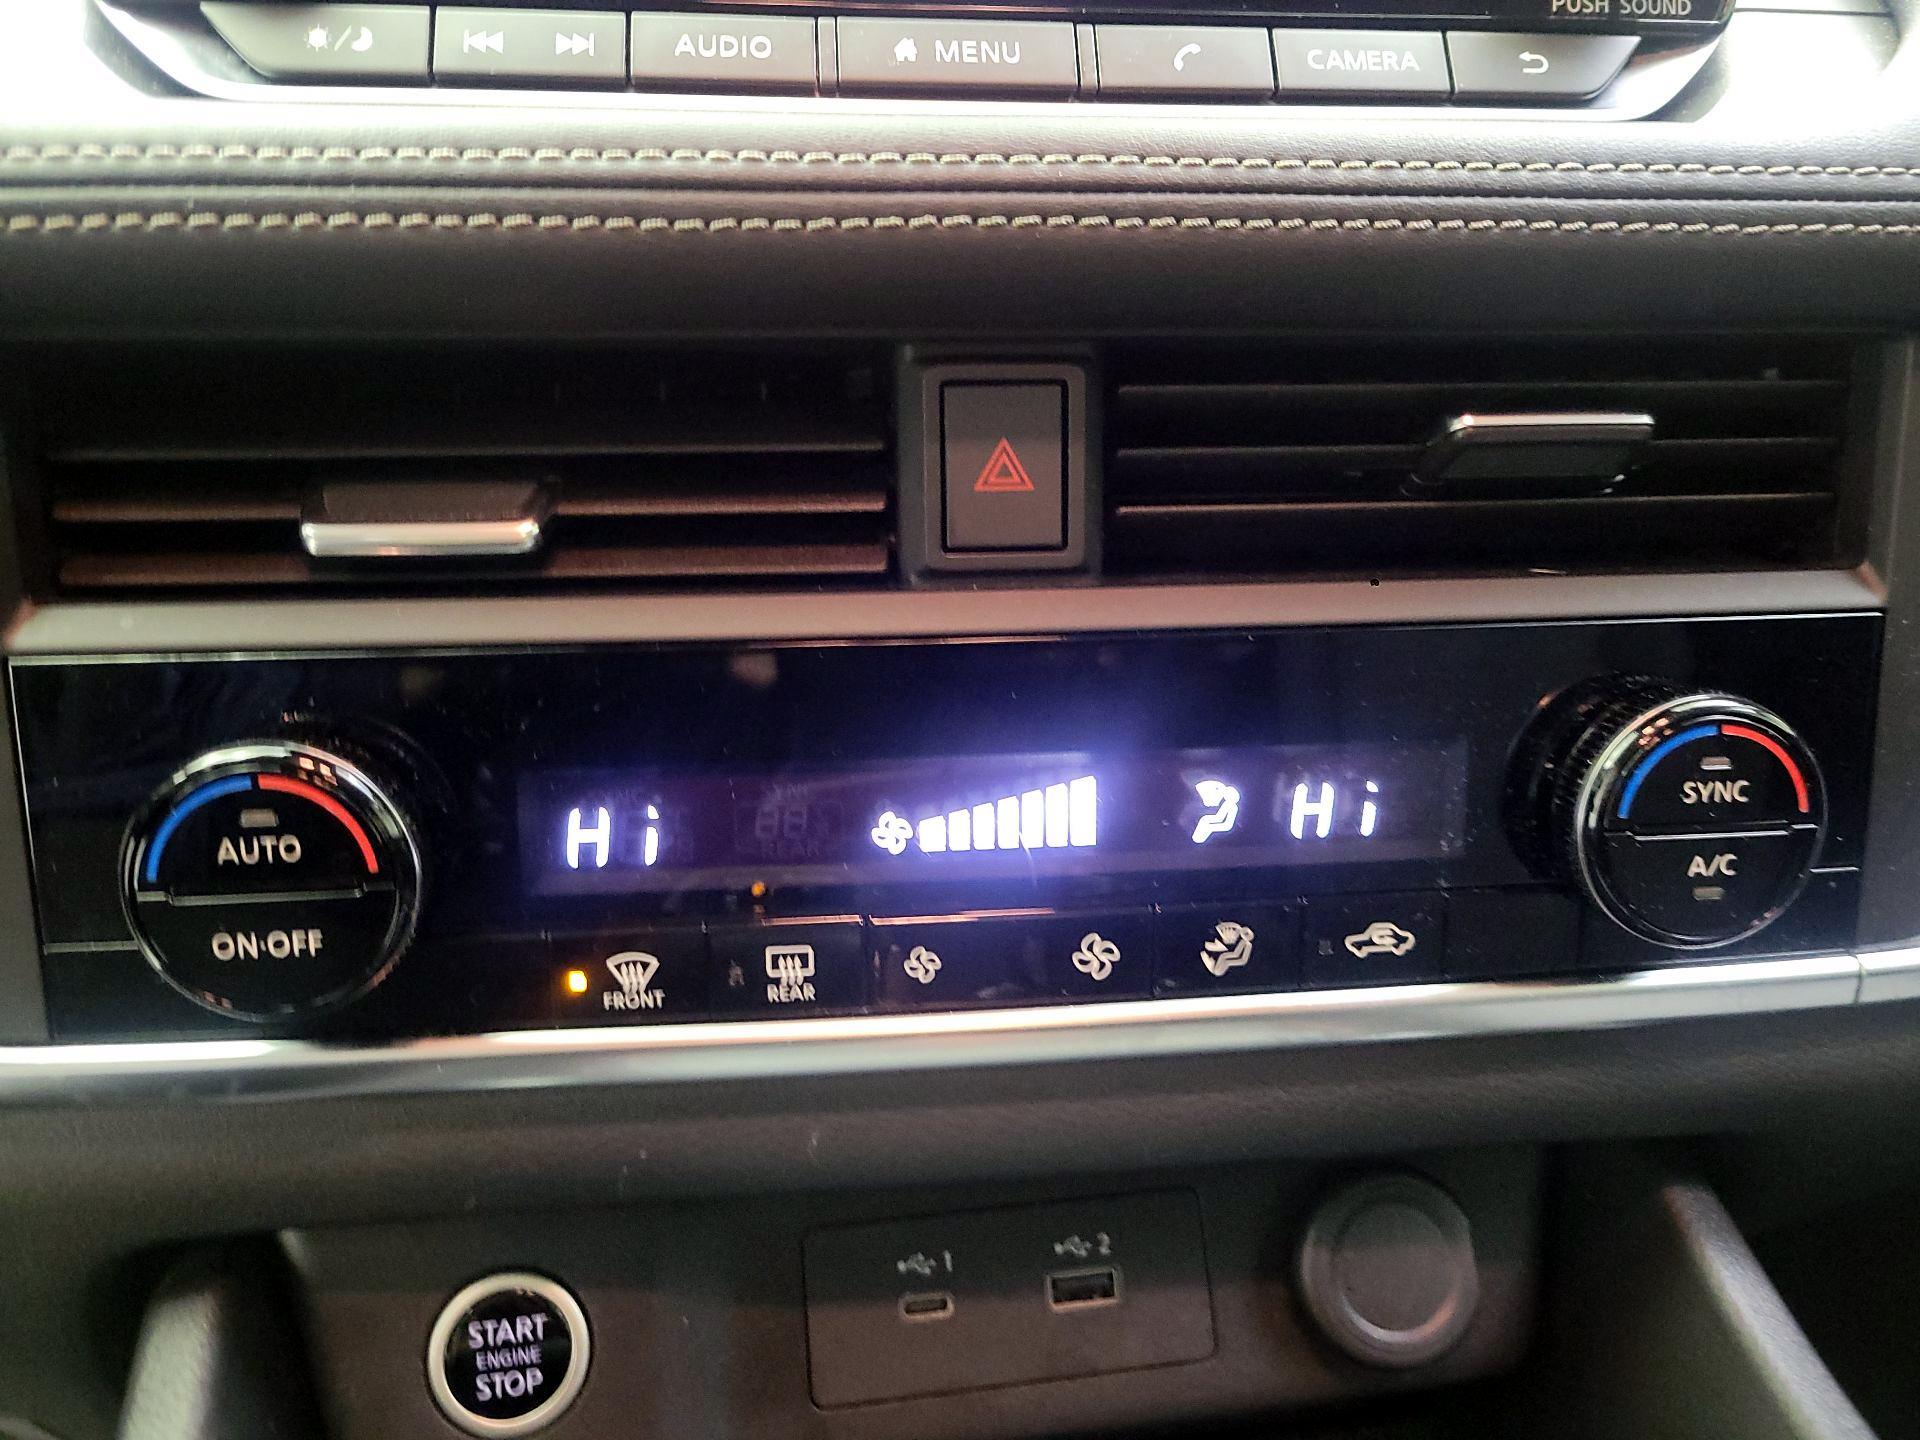 PUSH SOUND
AUDIO
MENU
CAMERA
Hi
Hi
AUTO
ON·OFF
SYNC
A/C
FRONT
REAR
1
2
START
ENGINE
STOP